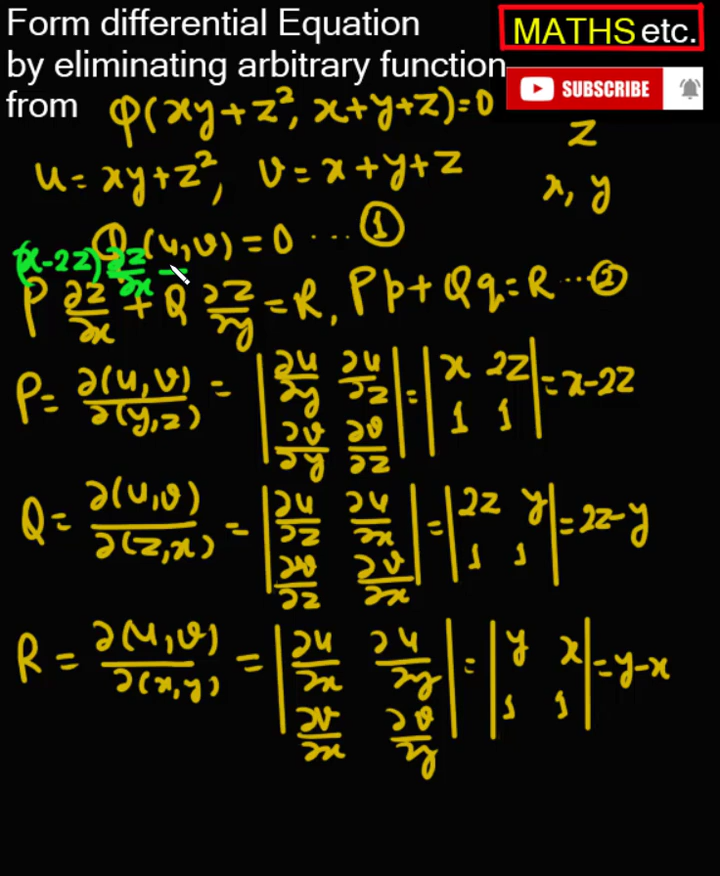 Form differential Equation
by eliminating arbitrary function
from φ(xy+z², x+y+z)=0
MATHS etc.
SUBSCRIBE
z
x, y
u = xy+z², v = x+y+z
φ(u,v) = 0 ... ①
(x-2z) ∂z/∂x -
P ∂z/∂x + Q ∂z/∂y = R, Pp+Qq=R ... ②
P = ∂(u,v)/∂(y,z) = |∂u/∂y ∂u/∂z; ∂v/∂y ∂v/∂z| = |x 2z; 1 1| = x-2z
Q = ∂(u,v)/∂(z,x) = |∂u/∂z ∂u/∂x; ∂v/∂z ∂v/∂x| = |2z y; 1 1| = 2z-y
R = ∂(u,v)/∂(x,y) = |∂u/∂x ∂u/∂y; ∂v/∂x ∂v/∂y| = |y x; 1 1| = y-x